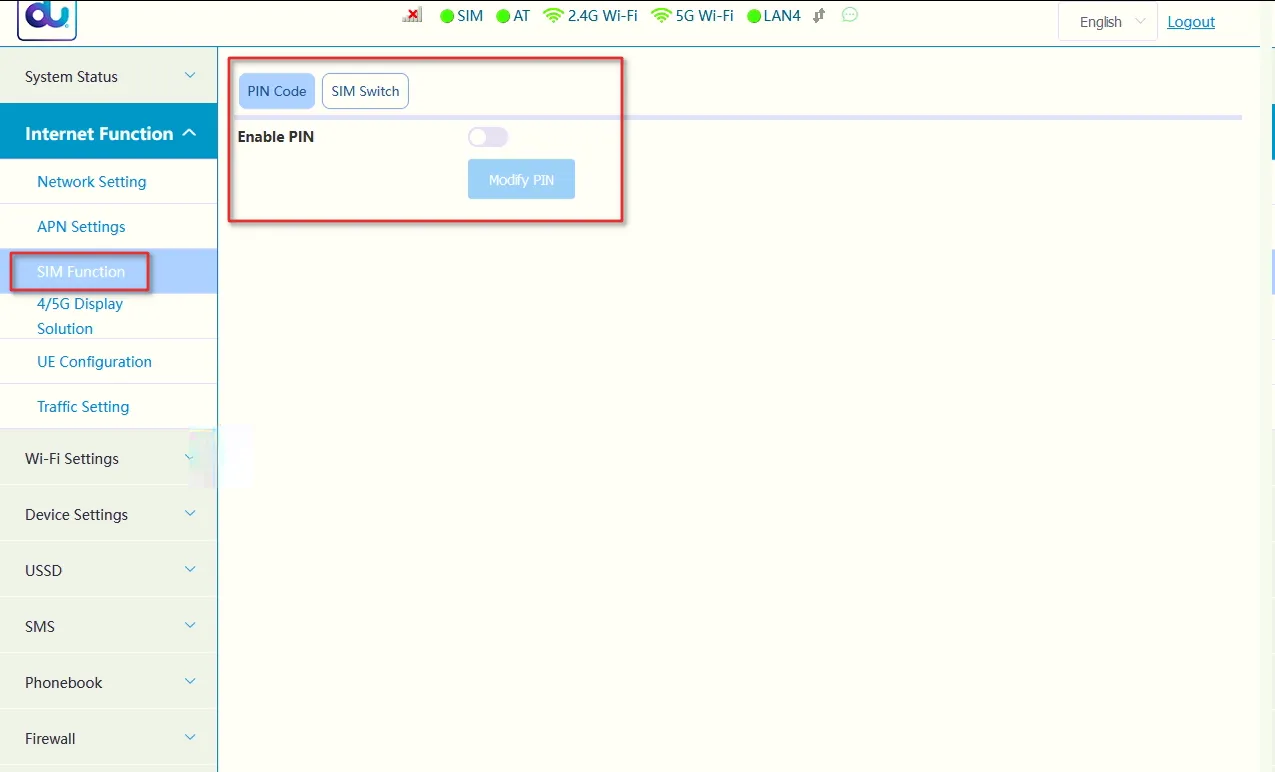 du
SIM AT 2.4G Wi-Fi 5G Wi-Fi LAN4
English Logout
System Status
Internet Function
Network Setting
APN Settings
SIM Function
4/5G Display
Solution
UE Configuration
Traffic Setting
Wi-Fi Settings
Device Settings
USSD
SMS
Phonebook
Firewall
PIN Code SIM Switch
Enable PIN
Modify PIN